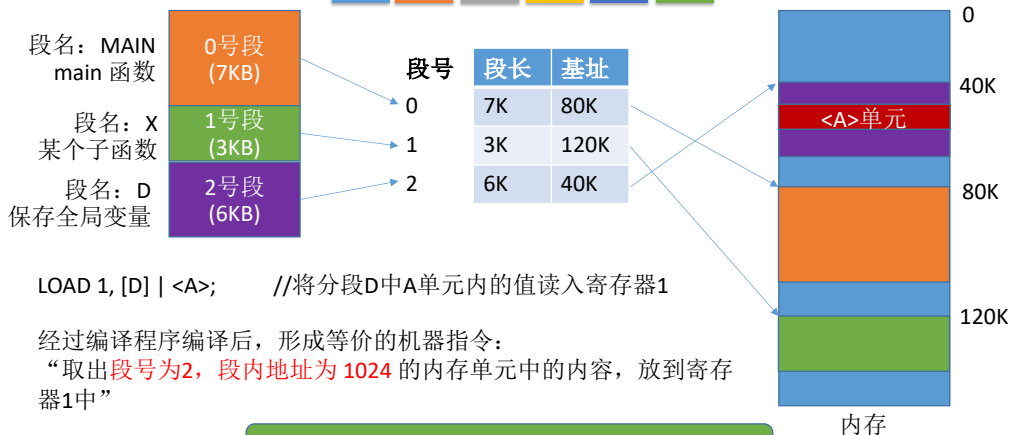 段名：MAIN
main 函数
0号段
(7KB)
段名：X
某个子函数
1号段
(3KB)
段名：D
保存全局变量
2号段
(6KB)
段号 段长 基址
0 7K 80K
1 3K 120K
2 6K 40K
0
40K
<A>单元
80K
120K
内存
LOAD 1, [D] | <A>; //将分段D中A单元内的值读入寄存器1
经过编译程序编译后，形成等价的机器指令：
“取出段号为2，段内地址为 1024 的内存单元中的内容，放到寄存
器1中”